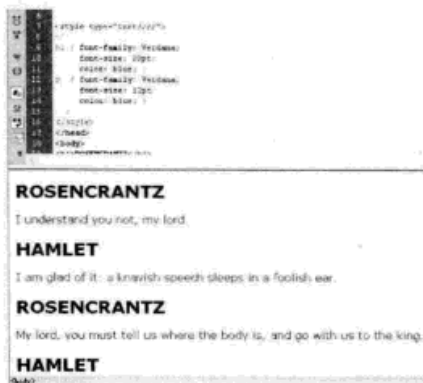 <style type="text/css">
h1 { font-family: Verdana;
font-size: 20pt;
color: blue; }
p { font-family: Verdana;
font-size: 12pt;
color: blue; }
</style>
</head>
<body>
ROSENCRANTZ
I understand you not, my lord.
HAMLET
I am glad of it: a knavish speech sleeps in a foolish ear.
ROSENCRANTZ
My lord, you must tell us where the body is, and go with us to the king.
HAMLET